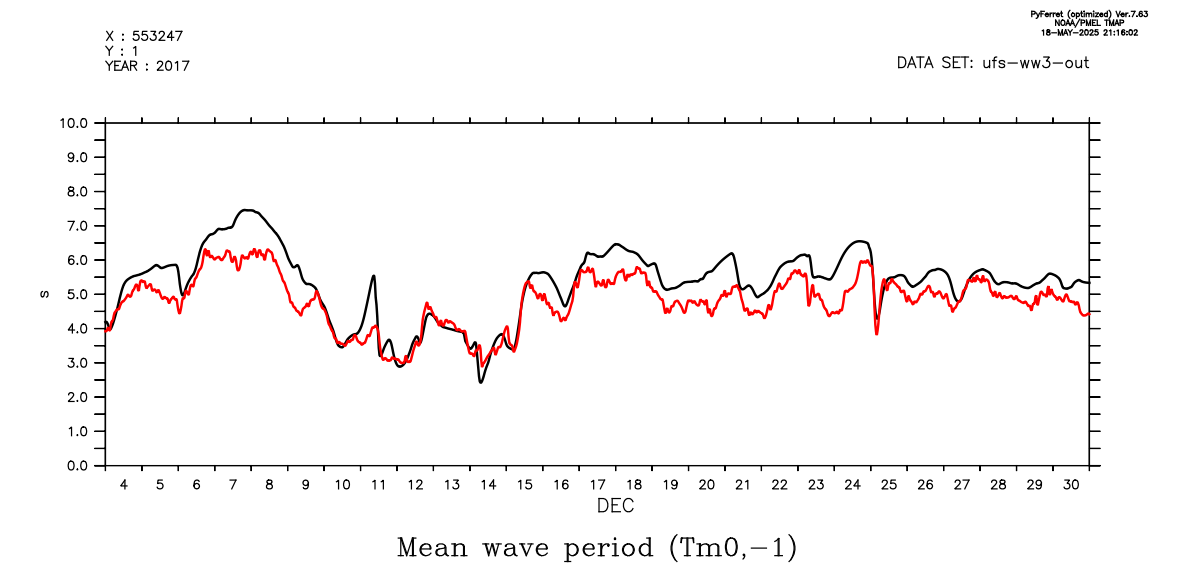 PyFerret (optimized) Ver.7.63
NOAA/PMEL TMAP
18-MAY-2025 21:16:02
X : 553247
Y : 1
YEAR : 2017
DATA SET: ufs-ww3-out
10.0
9.0
8.0
7.0
6.0
5.0
4.0
3.0
2.0
1.0
0.0
s
4 5 6 7 8 9 10 11 12 13 14 15 16 17 18 19 20 21 22 23 24 25 26 27 28 29 30
DEC
Mean wave period (Tm0,-1)